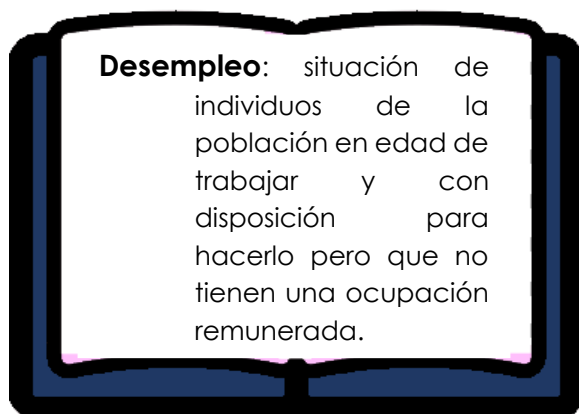 Desempleo: situación de
individuos de la
población en edad de
trabajar y con
disposición para
hacerlo pero que no
tienen una ocupación
remunerada.